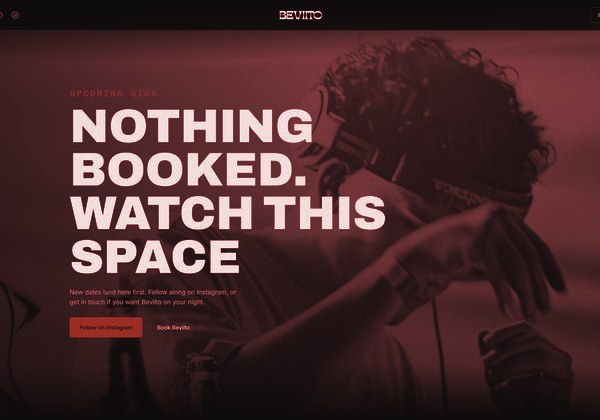 BEVIITO
UPCOMING GIGS
NOTHING
BOOKED.
WATCH THIS
SPACE
New dates land here first. Follow along on Instagram, or
get in touch if you want Beviito on your night.
Follow on Instagram
Book Beviito